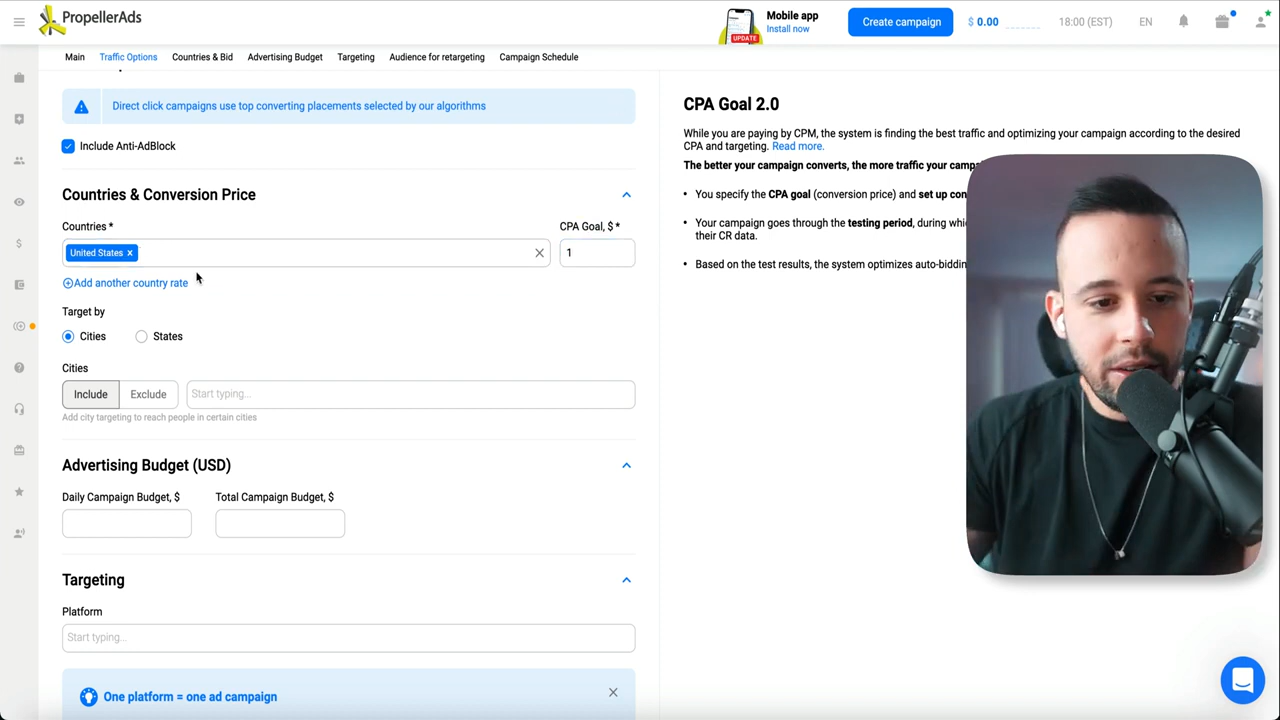 PropellerAds
UPDATE
Mobile app
Install now
Create campaign
$ 0.00
18:00 (EST)
EN
Main
Traffic Options
Countries & Bid
Advertising Budget
Targeting
Audience for retargeting
Campaign Schedule
Direct click campaigns use top converting placements selected by our algorithms
Include Anti-AdBlock
Countries & Conversion Price
Countries *
CPA Goal, $ *
United States ×
1
Add another country rate
Target by
Cities
States
Cities
Include
Exclude
Start typing...
Add city targeting to reach people in certain cities
Advertising Budget (USD)
Daily Campaign Budget, $
Total Campaign Budget, $
Targeting
Platform
Start typing...
One platform = one ad campaign
CPA Goal 2.0
While you are paying by CPM, the system is finding the best traffic and optimizing your campaign according to the desired
CPA and targeting. Read more.
The better your campaign converts, the more traffic your
• You specify the CPA goal (conversion price) and set up
• Your campaign goes through the testing period, during
their CR data.
• Based on the test results, the system optimizes